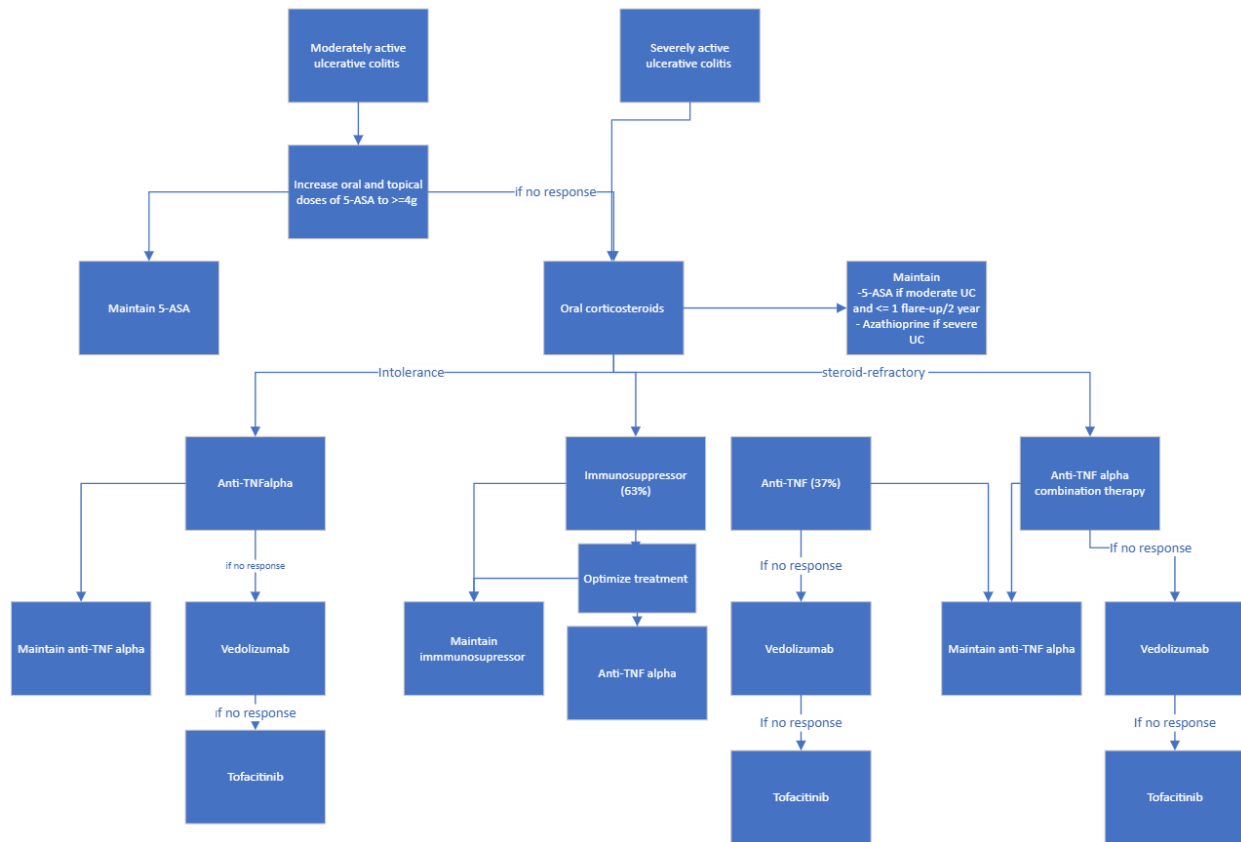 Moderately active
ulcerative colitis
Severely active
ulcerative colitis
Increase oral and topical
doses of 5-ASA to >=4g
if no response
Maintain 5-ASA
Oral corticosteroids
Maintain
-5-ASA if moderate UC
and <= 1 flare-up/2 year
- Azathioprine if severe
UC
Intolerance
steroid-refractory
Anti-TNFalpha
Immunosuppressor
(63%)
Anti-TNF (37%)
Anti-TNF alpha
combination therapy
if no response
Optimize treatment
If no response
If no response
Maintain anti-TNF alpha
Vedolizumab
Maintain
immmunosupressor
Anti-TNF alpha
Vedolizumab
Maintain anti-TNF alpha
Vedolizumab
if no response
If no response
If no response
Tofacitinib
Tofacitinib
Tofacitinib